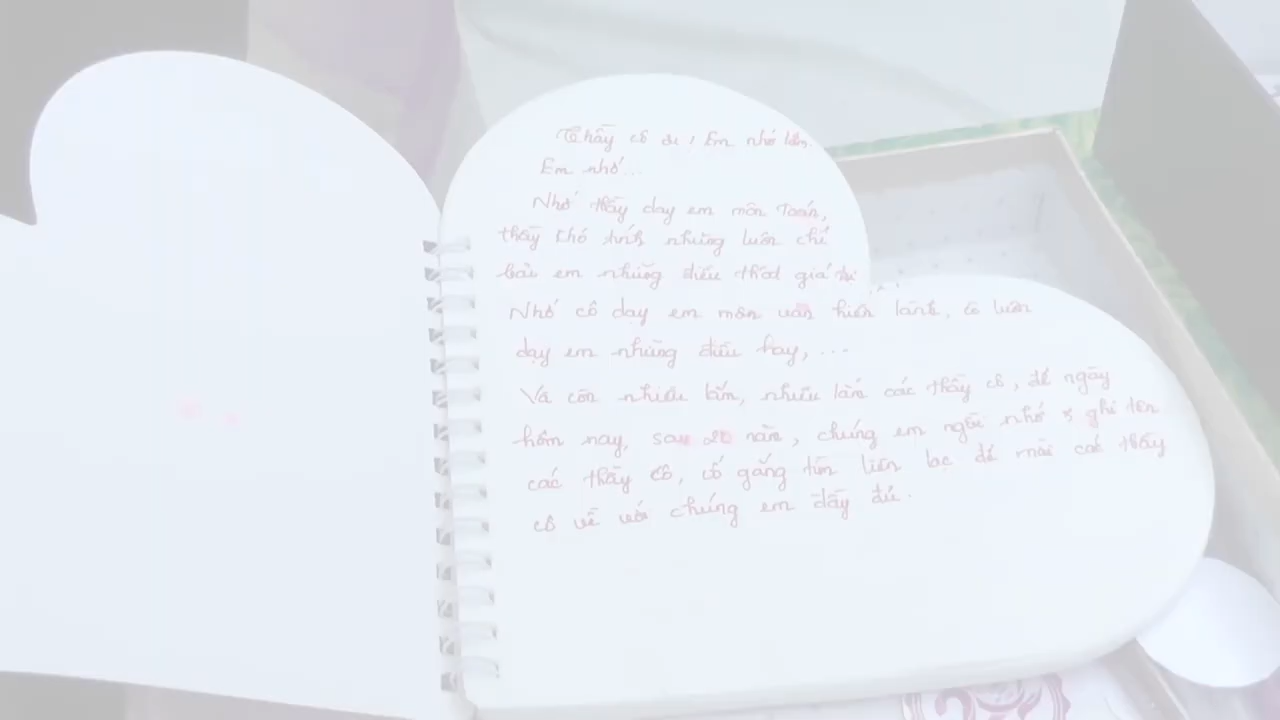 Thầy cô ơi! Em nhớ lắm.
Em nhớ...
Nhớ thầy dạy em môn Toán,
thầy khó tính nhưng luôn chỉ
bảo em những điều thật giá trị
Nhớ cô dạy em môn văn hiền lành, cô luôn
dạy em những điều hay, ...
Và còn nhiều lắm, nhiều lắm các thầy cô, để ngày
hôm nay, sau 20 năm, chúng em ngồi nhớ & ghi tên
các thầy cô, cố gắng tìm liên lạc để mời các thầy
cô về với chúng em đầy đủ.